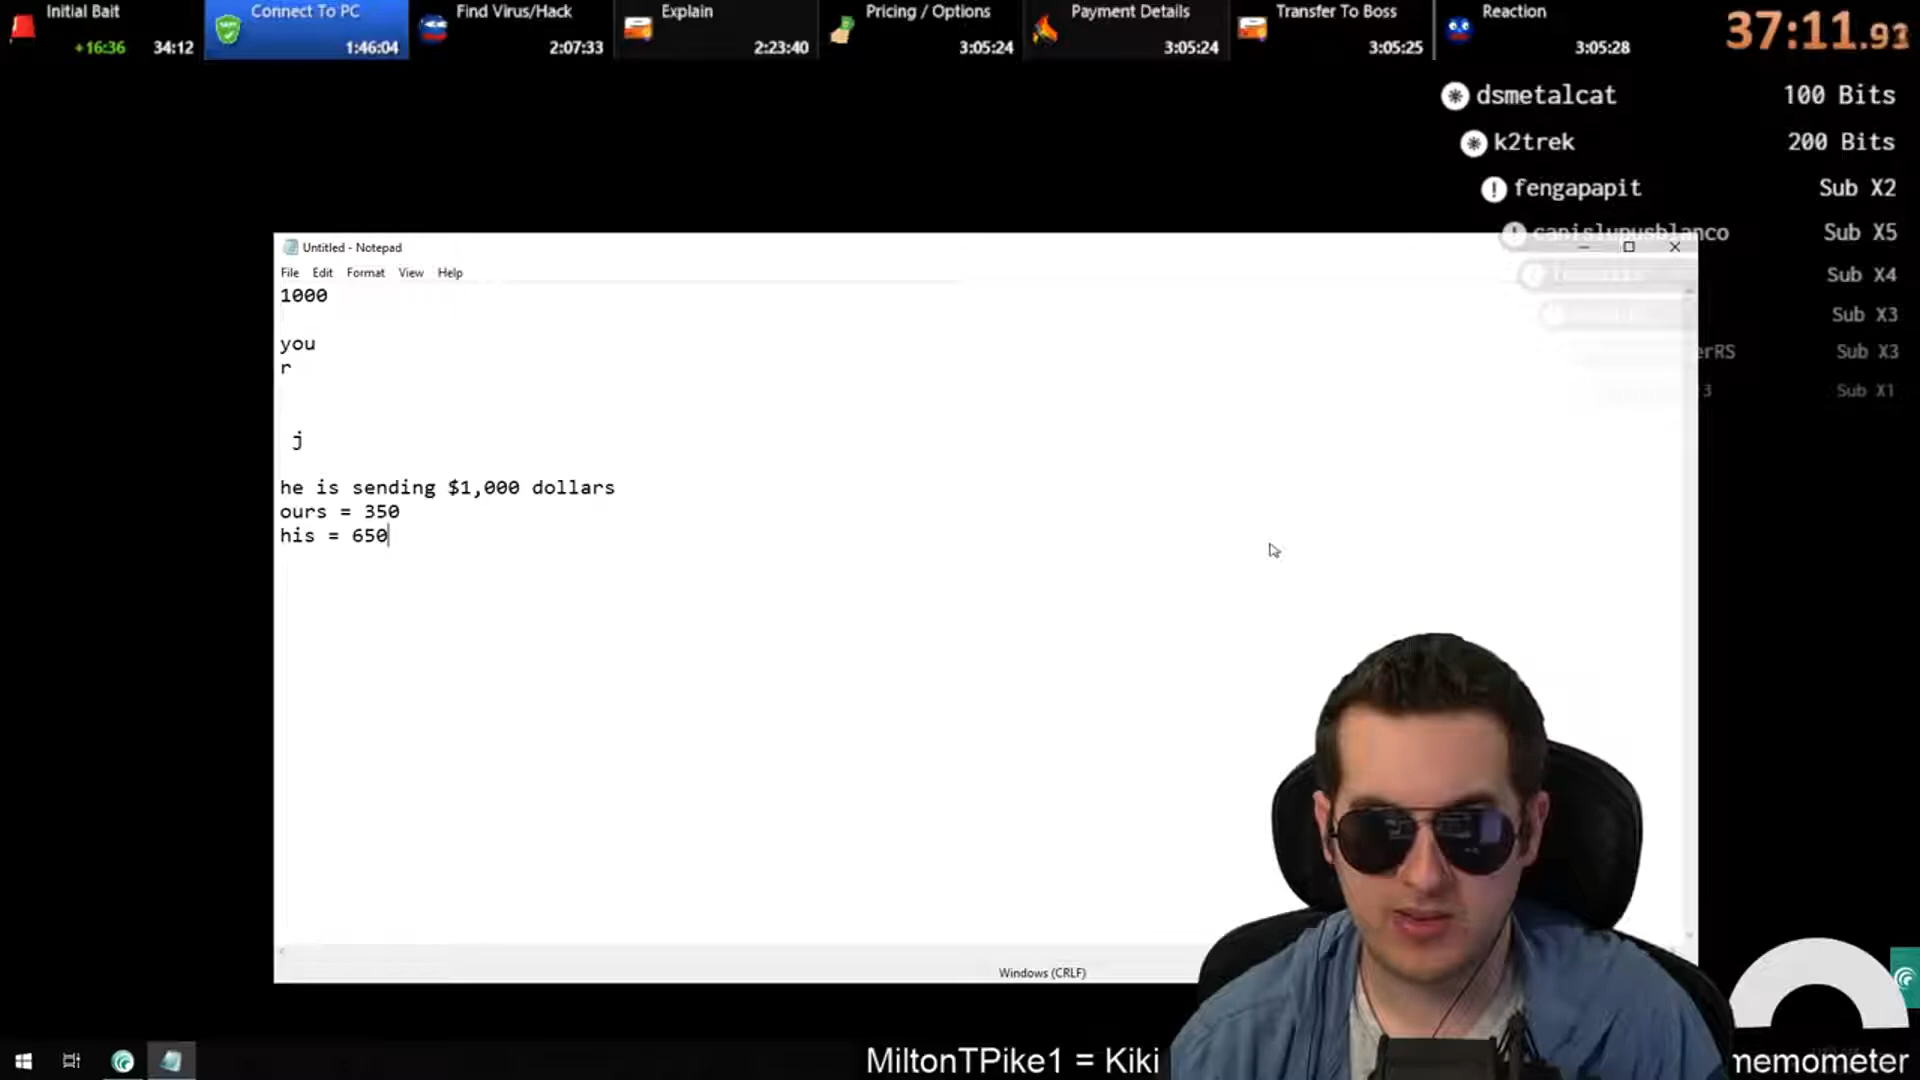 Initial Bait
+16:36 34:12
Connect To PC
1:46:04
Find Virus/Hack
2:07:33
Explain
2:23:40
Pricing / Options
3:05:24
Payment Details
3:05:24
Transfer To Boss
3:05:25
Reaction
3:05:28
37:11.93
dsmetalcat 100 Bits
k2trek 200 Bits
fengapapit Sub X2
canislupusblanco Sub X5
Sub X4
Sub X3
erRS Sub X3
3 Sub X1
Untitled - Notepad
File Edit Format View Help
1000
you
r
j
he is sending $1,000 dollars
ours = 350
his = 650
Windows (CRLF)
MiltonTPike1 = Kiki
memometer